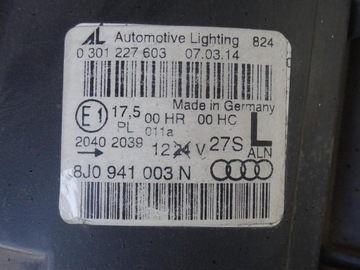 AL Automotive Lighting 824
0 301 227 603 07.03.14
Made in Germany
E1 17,5 00 HR 00 HC
PL 011a
2040 2039 12 24 V 27S L
ALN
8J0 941 003 N